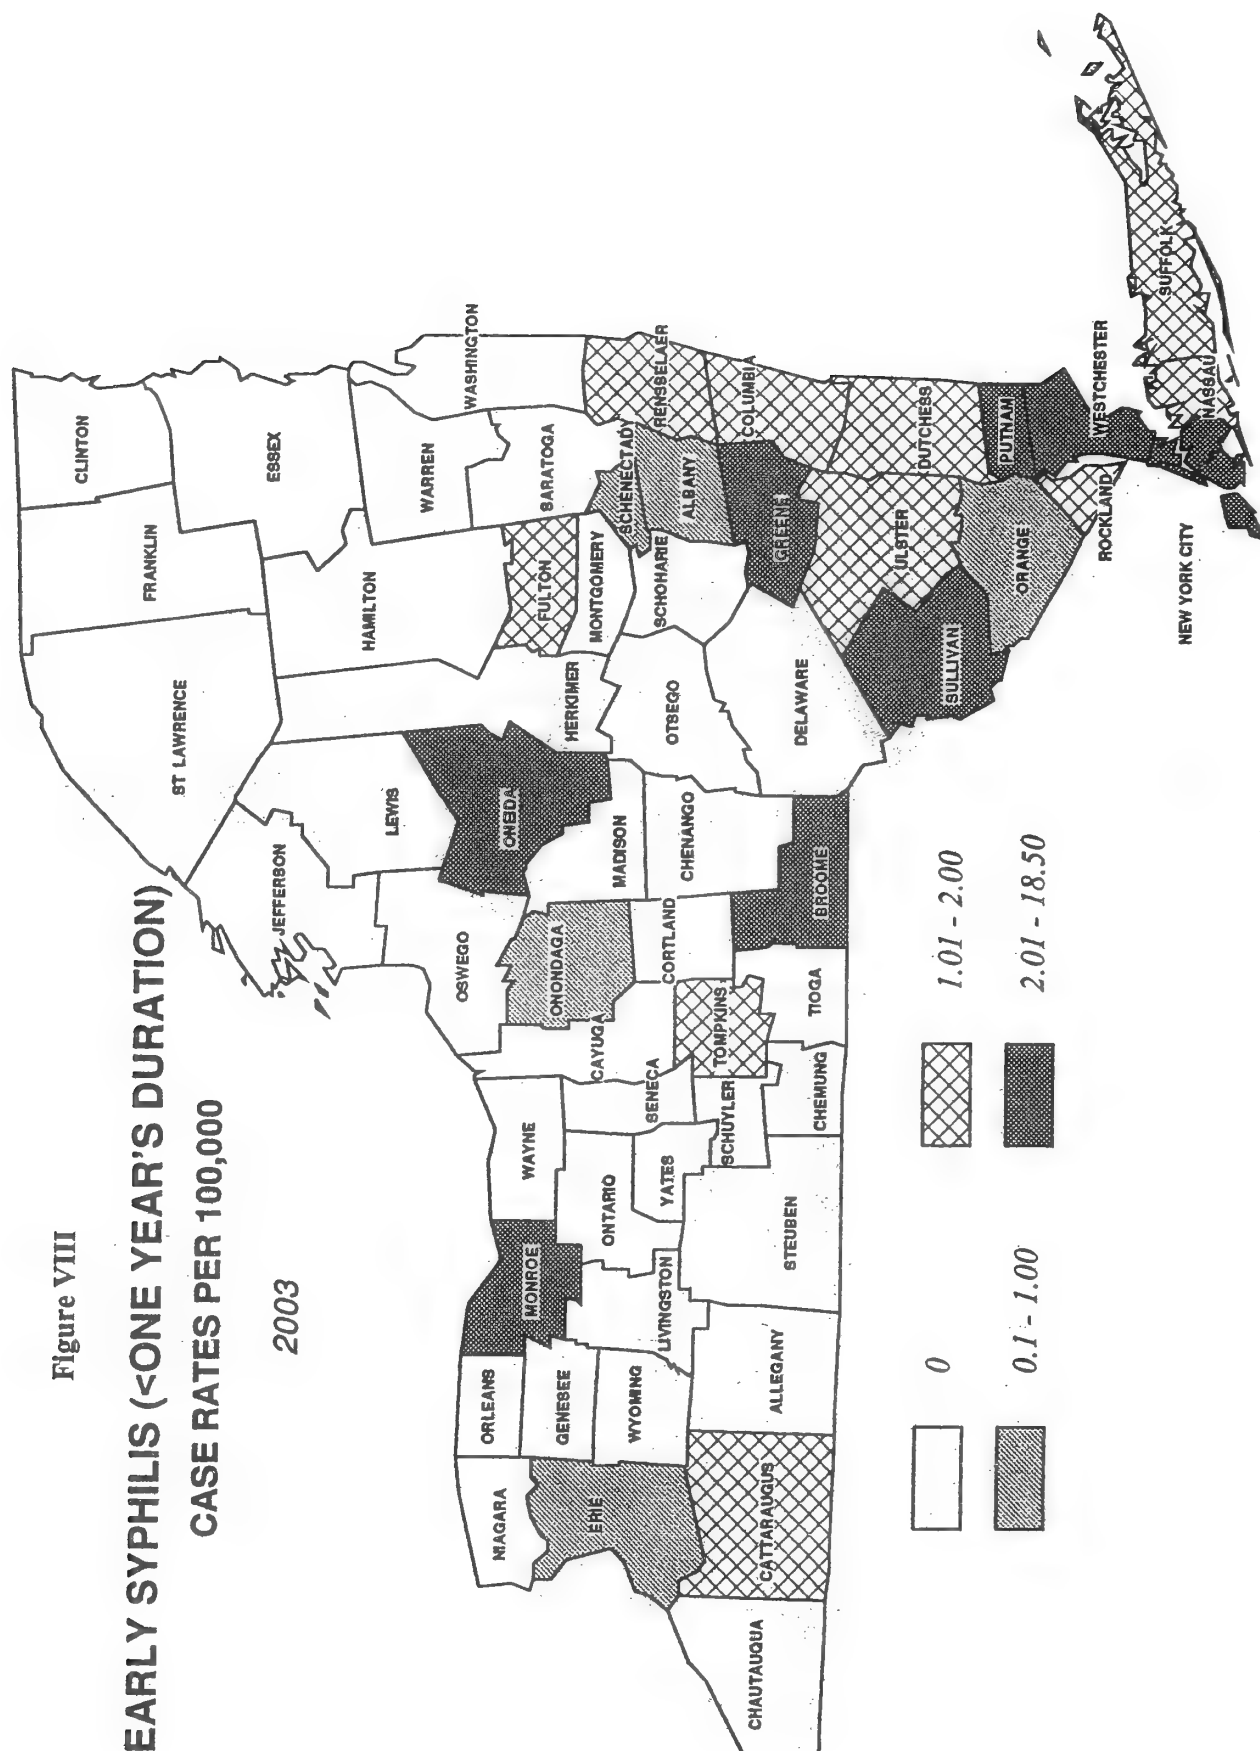 Figure VIII
EARLY SYPHILIS (<ONE YEAR'S DURATION)
CASE RATES PER 100,000
2003
CLINTON
FRANKLIN
ST LAWRENCE
ESSEX
JEFFERSON
LEWIS
HAMILTON
WARREN
WASHINGTON
OSWEGO
ONEIDA
HERKIMER
FULTON
SARATOGA
NIAGARA
ORLEANS
MONROE
WAYNE
GENESEE
ONONDAGA
MADISON
MONTGOMERY
SCHENECTADY
RENSSELAER
ERIE
WYOMING
LIVINGSTON
ONTARIO
YATES
SENECA
CAYUGA
CORTLAND
CHENANGO
OTSEGO
SCHOHARIE
ALBANY
COLUMBIA
CHAUTAUQUA
CATTARAUGUS
ALLEGANY
STEUBEN
SCHUYLER
TOMPKINS
CHEMUNG
TIOGA
BROOME
DELAWARE
GREENE
ULSTER
DUTCHESS
SULLIVAN
ORANGE
PUTNAM
ROCKLAND
WESTCHESTER
NEW YORK CITY
NASSAU
SUFFOLK
0
1.01 - 2.00
0.1 - 1.00
2.01 - 18.50